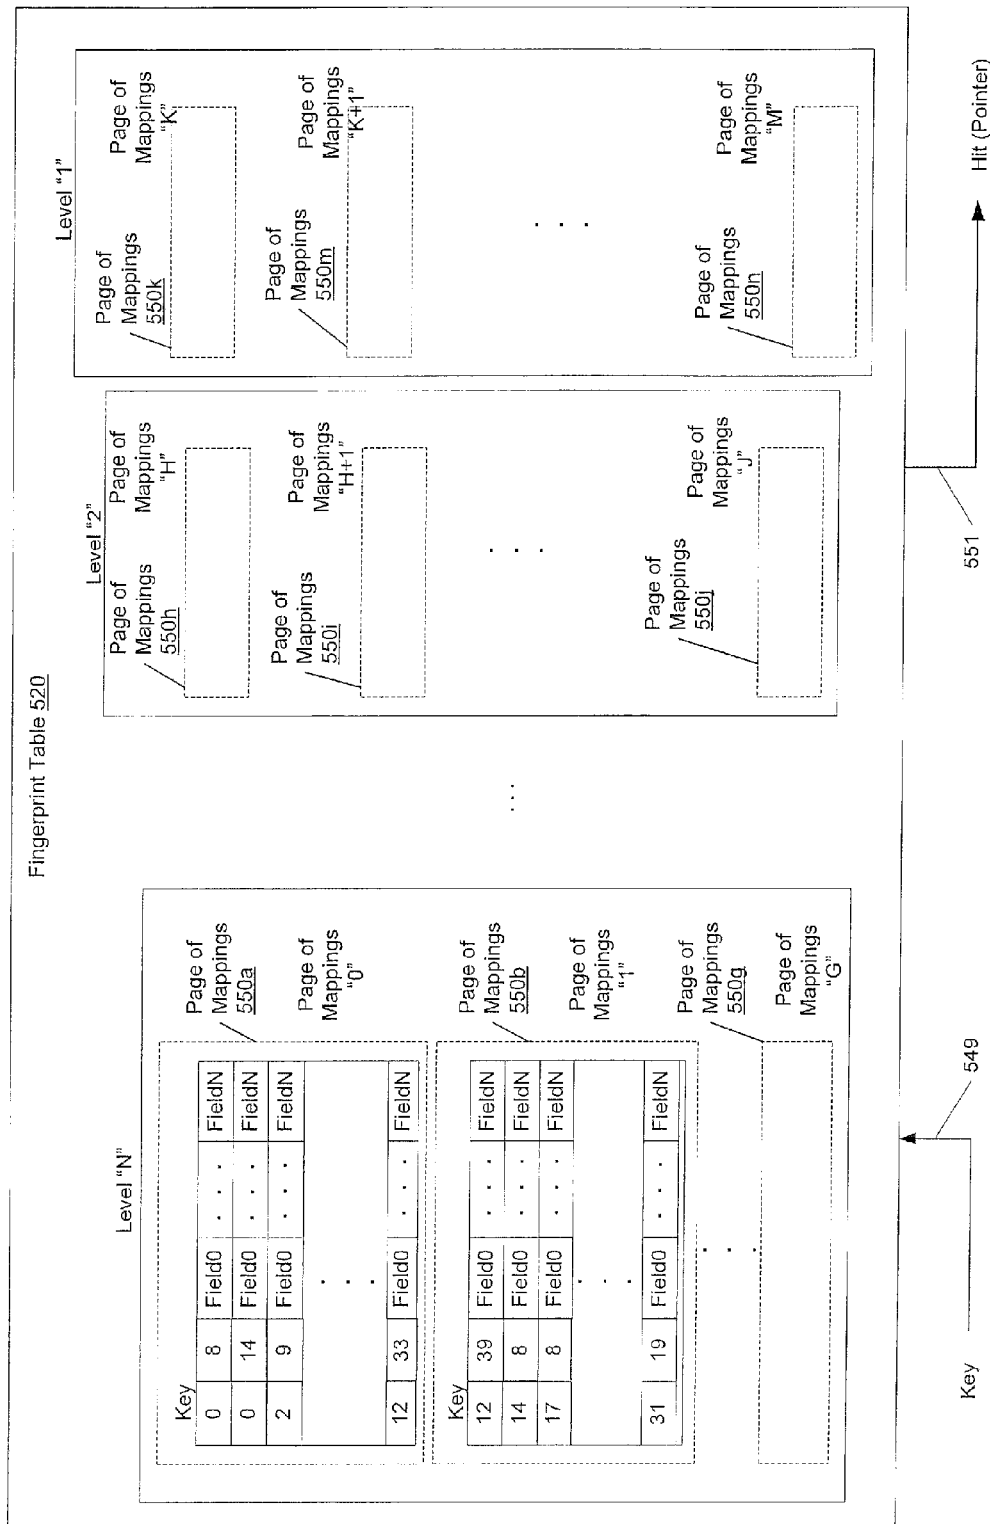 Fingerprint Table 520
Level "N"
Key
0 8 Field0 . . . FieldN
0 14 Field0 . . . FieldN
2 9 Field0 . . . FieldN
. . .
12 33 Field0 . . . FieldN
Page of
Mappings
550a
Page of
Mappings
"0"
Key
12 39 Field0 . . . FieldN
14 8 Field0 . . . FieldN
17 8 Field0 . . . FieldN
. . .
31 19 Field0 . . . FieldN
Page of
Mappings
550b
Page of
Mappings
"1"
. . .
Page of
Mappings
550g
Page of
Mappings
"G"
. . .
Level "2"
Page of
Mappings
550h
Page of
Mappings
"H"
Page of
Mappings
550i
Page of
Mappings
"H+1"
. . .
Page of
Mappings
550j
Page of
Mappings
"J"
Level "1"
Page of
Mappings
550k
Page of
Mappings
"K"
Page of
Mappings
550m
Page of
Mappings
"K+1"
. . .
Page of
Mappings
550n
Page of
Mappings
"M"
Key
549
551
Hit (Pointer)